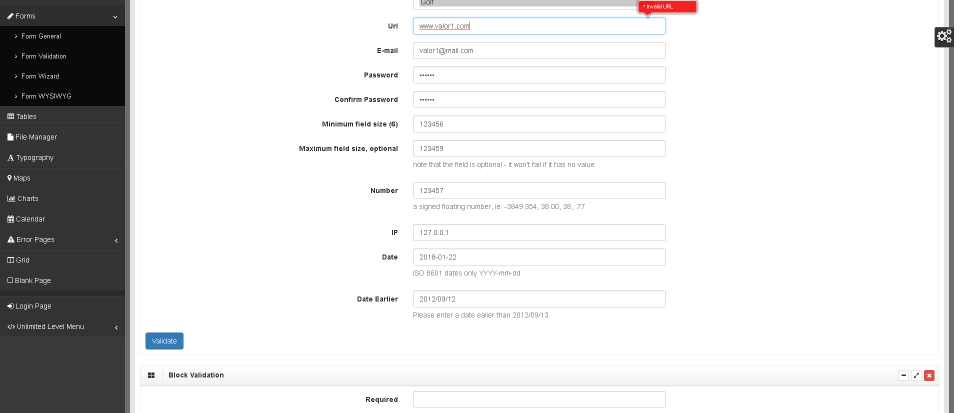 Forms
Form General
Form Validation
Form Wizard
Form WYSIWYG
Tables
File Manager
Typography
Maps
Charts
Calendar
Error Pages
Grid
Blank Page
Login Page
Unlimited Level Menu
Golf
* Invalid URL
Url www.valor1.com
E-mail valor1@mail.com
Password ••••••
Confirm Password ••••••
Minimum field size (6) 123456
Maximum field size, optional 123459
note that the field is optional - it won't fail if it has no value
Number 123457
a signed floating number, ie: -3849.354, 38.00, 38, .77
IP 127.0.0.1
Date 2018-01-22
ISO 8601 dates only YYYY-mm-dd
Date Earlier 2012/09/12
Please enter a date ealier than 2012/09/13
Validate
Block Validation
Required